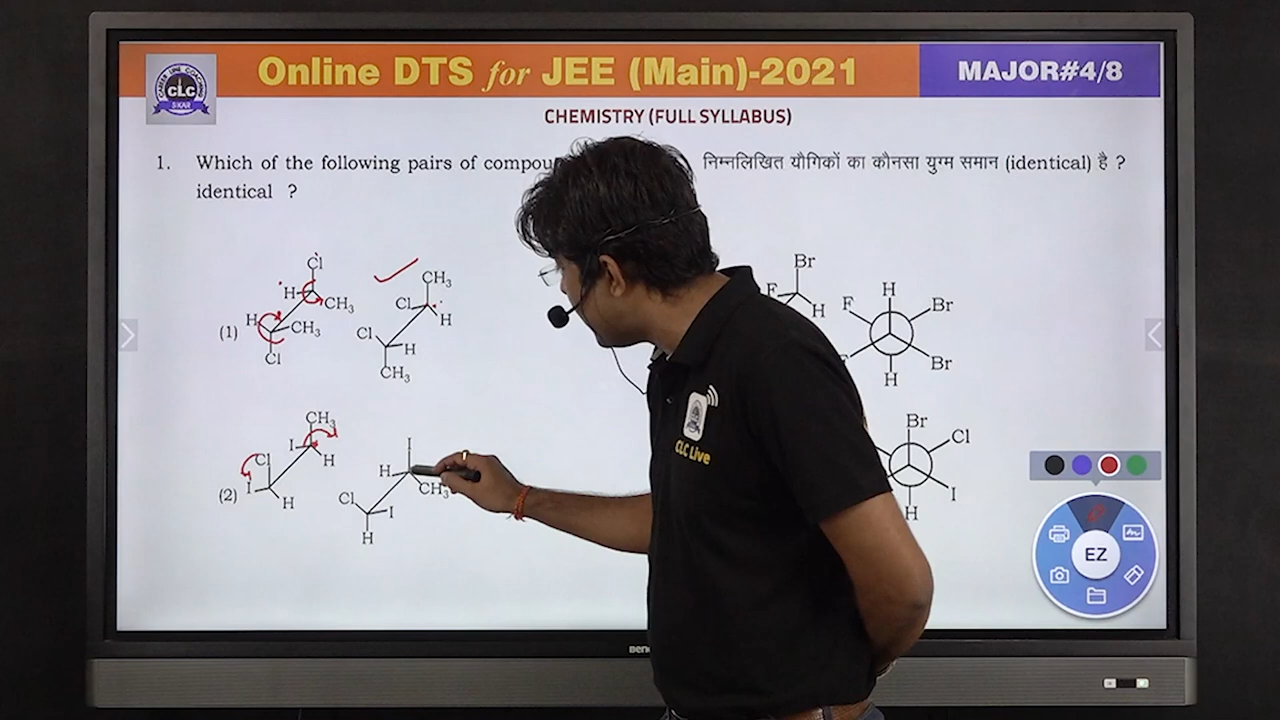 Online DTS for JEE (Main)-2021
MAJOR#4/8
CLC
SIKAR
CHEMISTRY (FULL SYLLABUS)
1. Which of the following pairs of
identical ?
निम्नलिखित यौगिकों का कौनसा युग्म समान (identical) है ?
(1)
Cl
H
CH3
H
CH3
Cl
CH3
Cl
H
Cl
H
CH3
Br
F
H
H
F
Br
Br
H
(2)
CH3
I
H
Cl
I
H
I
H
CH3
Cl
I
H
Br
Cl
I
H
CLC Live
EZ